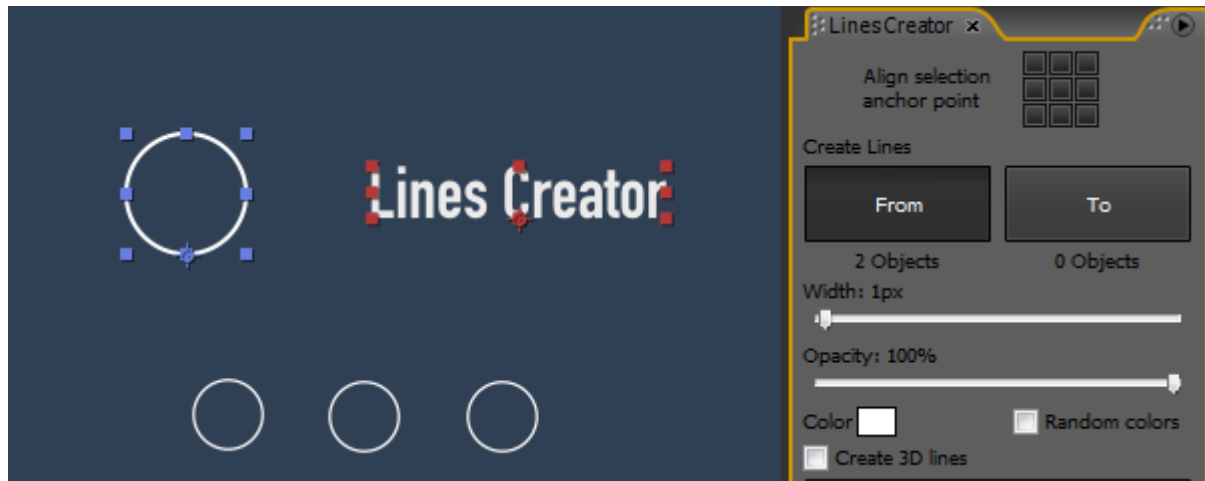 LinesCreator
Align selection
anchor point
Create Lines
Lines Creator
From
To
2 Objects
0 Objects
Width: 1px
Opacity: 100%
Color
Random colors
Create 3D lines